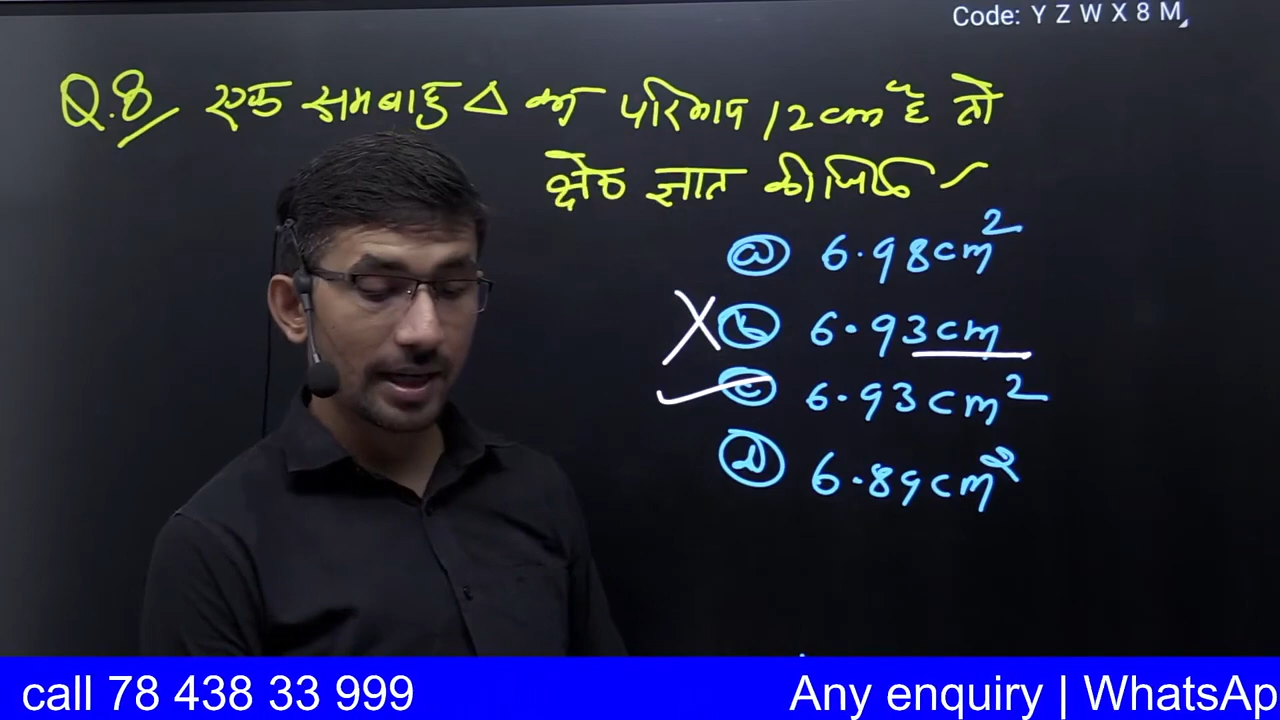 Code: Y Z W X 8 M
Q.8 एक समबाहु Δ का परिमाप 12cm है तो
क्षे० ज्ञात कीजिए
(a) 6.98cm²
(b) 6.93cm
(c) 6.93cm²
(d) 6.89cm²
call 78 438 33 999
Any enquiry | WhatsAp